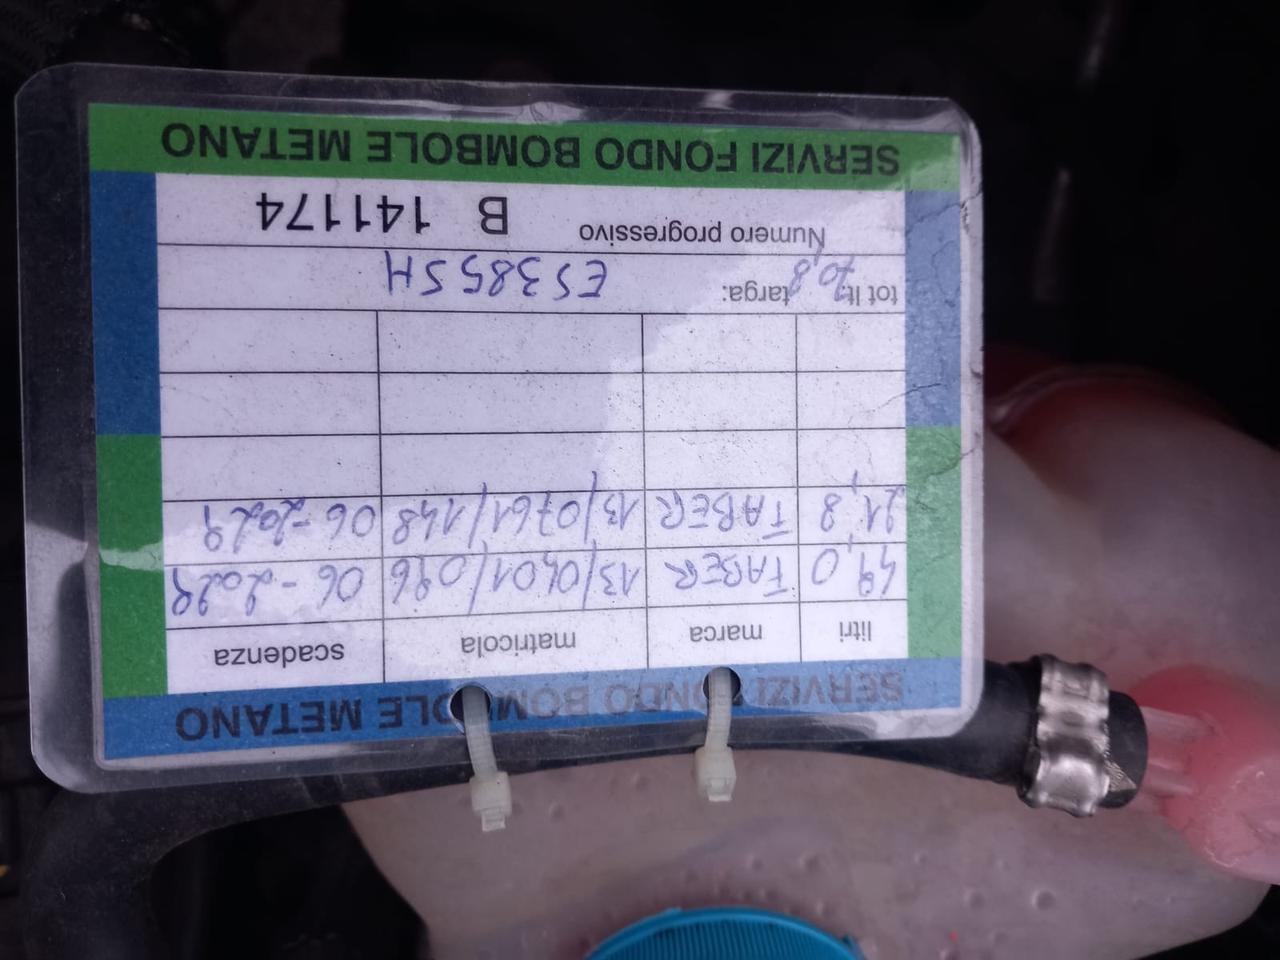 SERVIZI FONDO BOMBOLE METANO
litri marca matricola scadenza
49,0 FABER 13/0401/096 06-2029
21,8 FABER 13/0761/148 06-2029
tot lt: 70,8 targa: ES385SH
Numero progressivo B 141174
SERVIZI FONDO BOMBOLE METANO